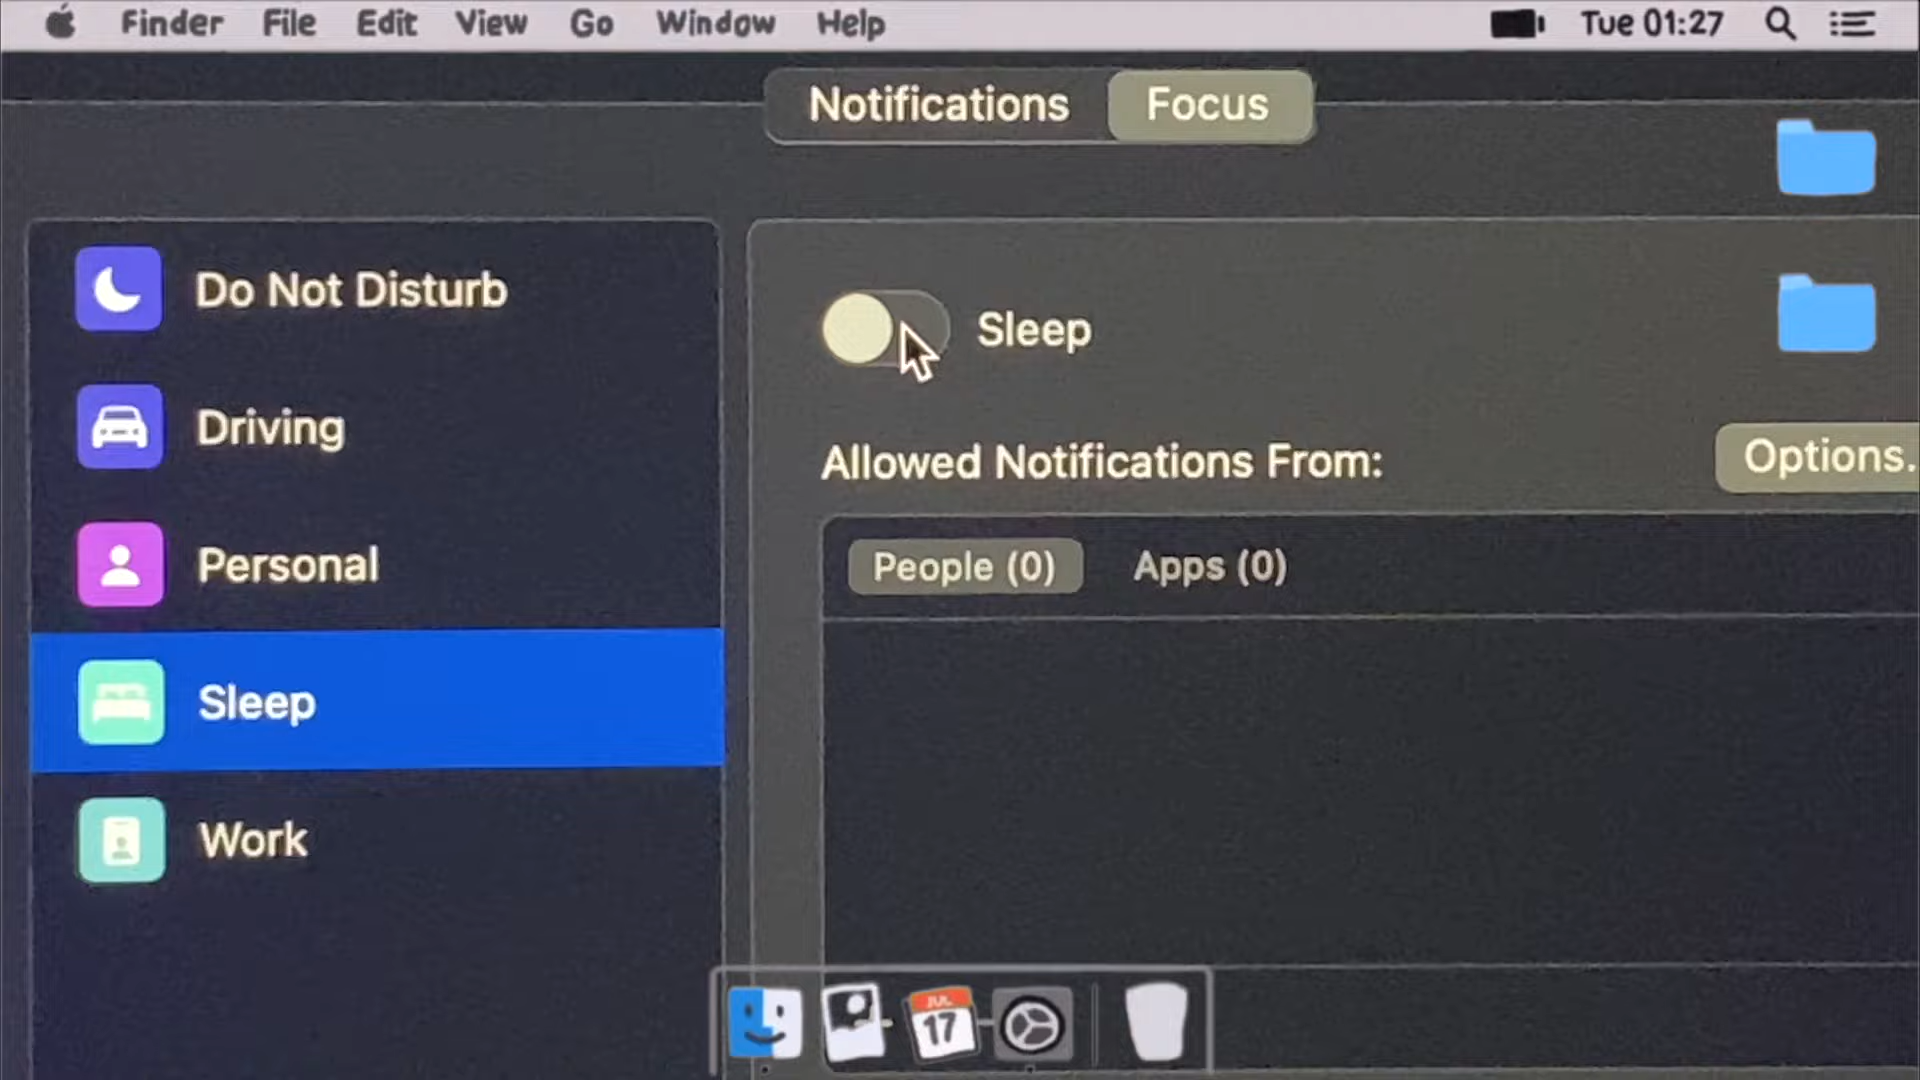 Finder File Edit View Go Window Help Tue 01:27
Notifications Focus
Do Not Disturb
Driving
Personal
Sleep
Work
Sleep
Allowed Notifications From:
Options.
People (0) Apps (0)
JUL
17